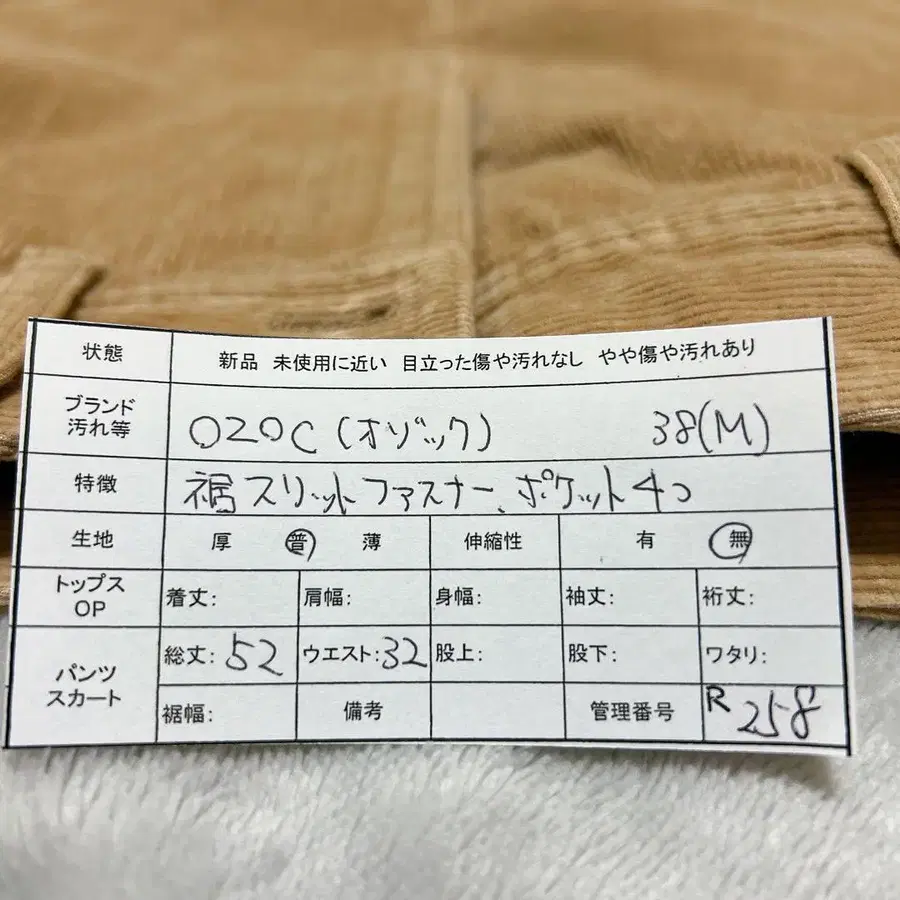 状態 新品 未使用に近い 目立った傷や汚れなし やや傷や汚れあり
ブランド
汚れ等 OZOC (オゾック) 38(M)
特徴 裾スリットファスナー、ポケット4つ
生地 厚 普 薄 伸縮性 有 無
トップス
OP 着丈: 肩幅: 身幅: 袖丈: 裄丈:
パンツ
スカート 総丈:52 ウエスト:32 股上: 股下: ワタリ:
裾幅: 備考 管理番号 R258